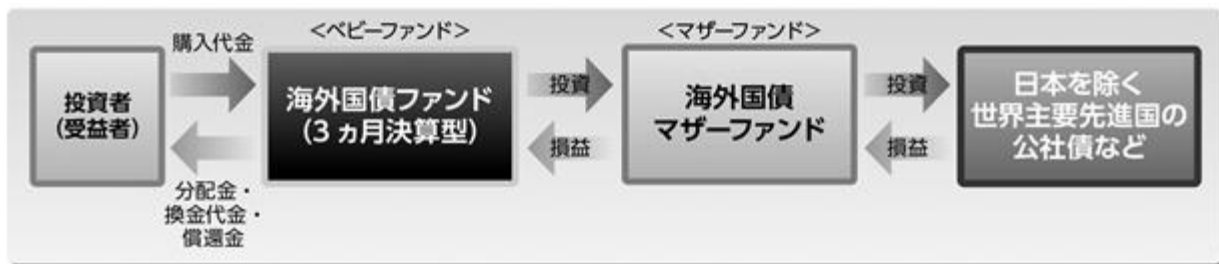 ＜ベビーファンド＞
＜マザーファンド＞
購入代金
投資者
(受益者)
分配金・
換金代金・
償還金
海外国債ファンド
(3ヵ月決算型)
投資
損益
海外国債
マザーファンド
投資
損益
日本を除く
世界主要先進国の
公社債など